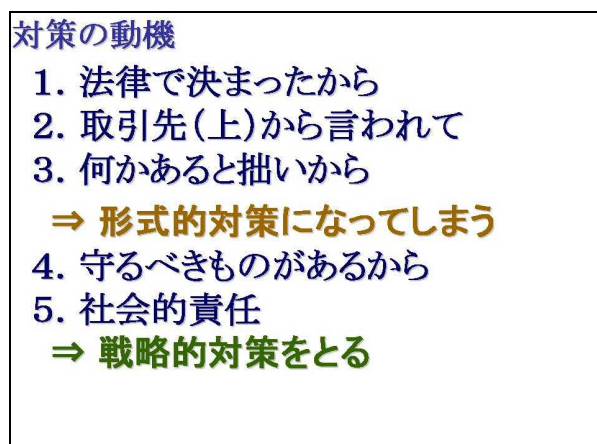 対策の動機
１. 法律で決まったから
２. 取引先(上)から言われて
３. 何かあると拙いから
⇒ 形式的対策になってしまう
４. 守るべきものがあるから
５. 社会的責任
⇒ 戦略的対策をとる